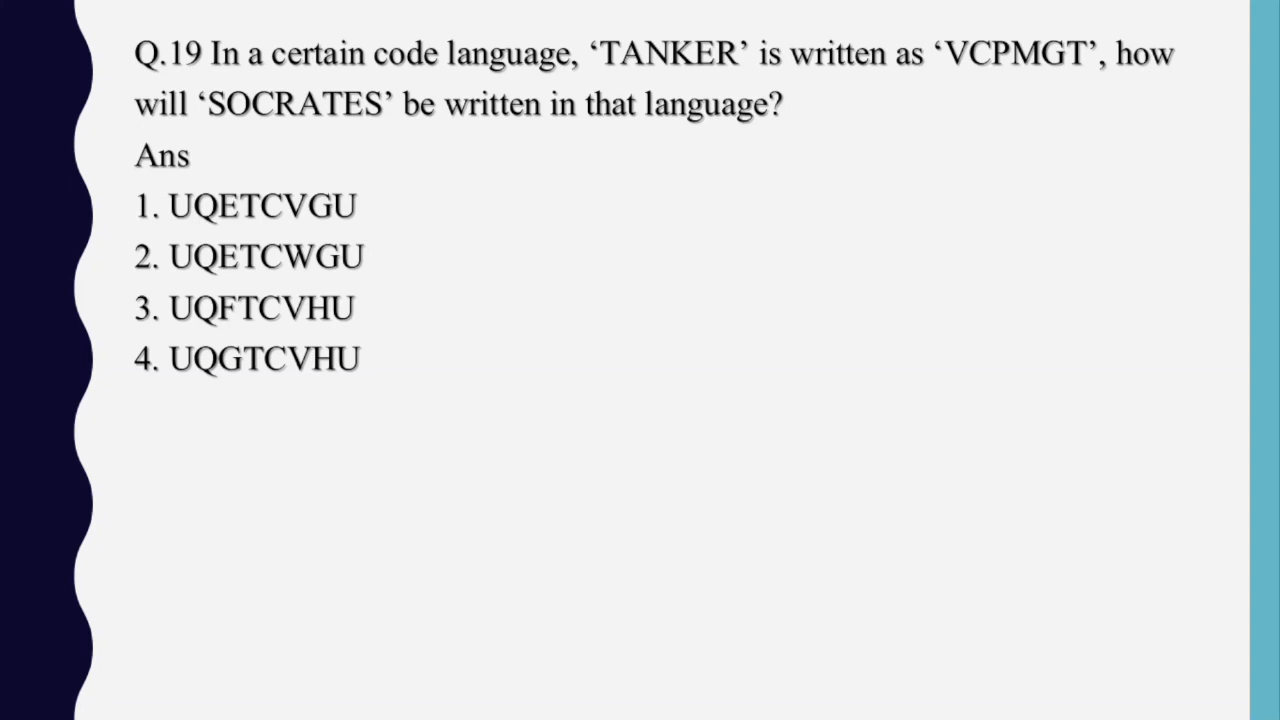 Q.19 In a certain code language, ‘TANKER’ is written as ‘VCPMGT’, how
will ‘SOCRATES’ be written in that language?
Ans
1. UQETCVGU
2. UQETCWGU
3. UQFTCVHU
4. UQGTCVHU